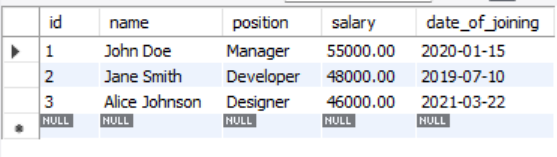 id name position salary date_of_joining
1 John Doe Manager 55000.00 2020-01-15
2 Jane Smith Developer 48000.00 2019-07-10
3 Alice Johnson Designer 46000.00 2021-03-22
NULL NULL NULL NULL NULL